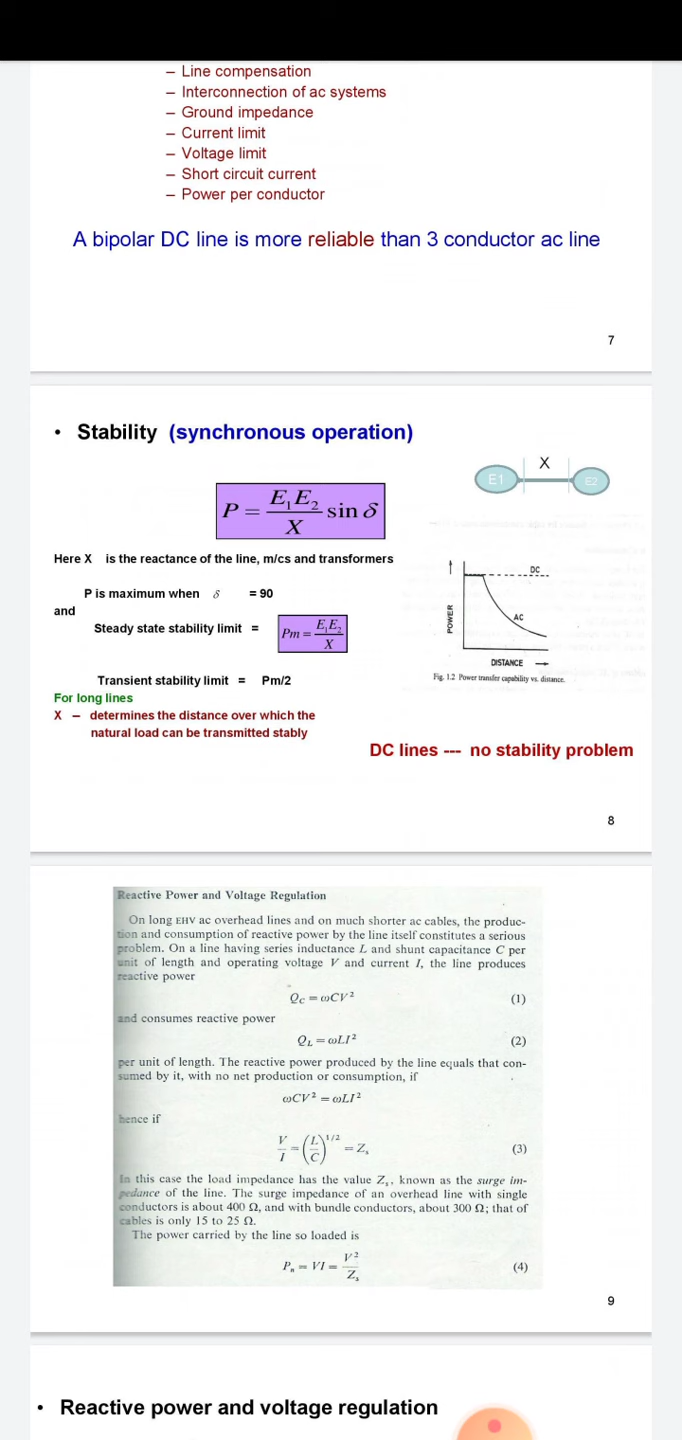 – Line compensation
– Interconnection of ac systems
– Ground impedance
– Current limit
– Voltage limit
– Short circuit current
– Power per conductor
A bipolar DC line is more reliable than 3 conductor ac line
7
• Stability (synchronous operation)
E1 X E2
P = E₁E₂/X sin δ
Here X is the reactance of the line, m/cs and transformers
P is maximum when δ = 90
and
Steady state stability limit = Pm = E₁E₂/X
Transient stability limit = Pm/2
For long lines
X – determines the distance over which the
natural load can be transmitted stably
DC
AC
POWER
DISTANCE
Fig. 1.2 Power transfer capability vs. distance.
DC lines --- no stability problem
8
Reactive Power and Voltage Regulation
On long EHV ac overhead lines and on much shorter ac cables, the produc-
tion and consumption of reactive power by the line itself constitutes a serious
problem. On a line having series inductance L and shunt capacitance C per
unit of length and operating voltage V and current I, the line produces
reactive power
Q_C = ωCV² (1)
and consumes reactive power
Q_L = ωLI² (2)
per unit of length. The reactive power produced by the line equals that con-
sumed by it, with no net production or consumption, if
ωCV² = ωLI²
hence if
V/I = (L/C)^1/2 = Z_s (3)
In this case the load impedance has the value Z_s, known as the surge im-
pedance of the line. The surge impedance of an overhead line with single
conductors is about 400 Ω, and with bundle conductors, about 300 Ω; that of
cables is only 15 to 25 Ω.
The power carried by the line so loaded is
P_n = VI = V²/Z_s (4)
9
• Reactive power and voltage regulation